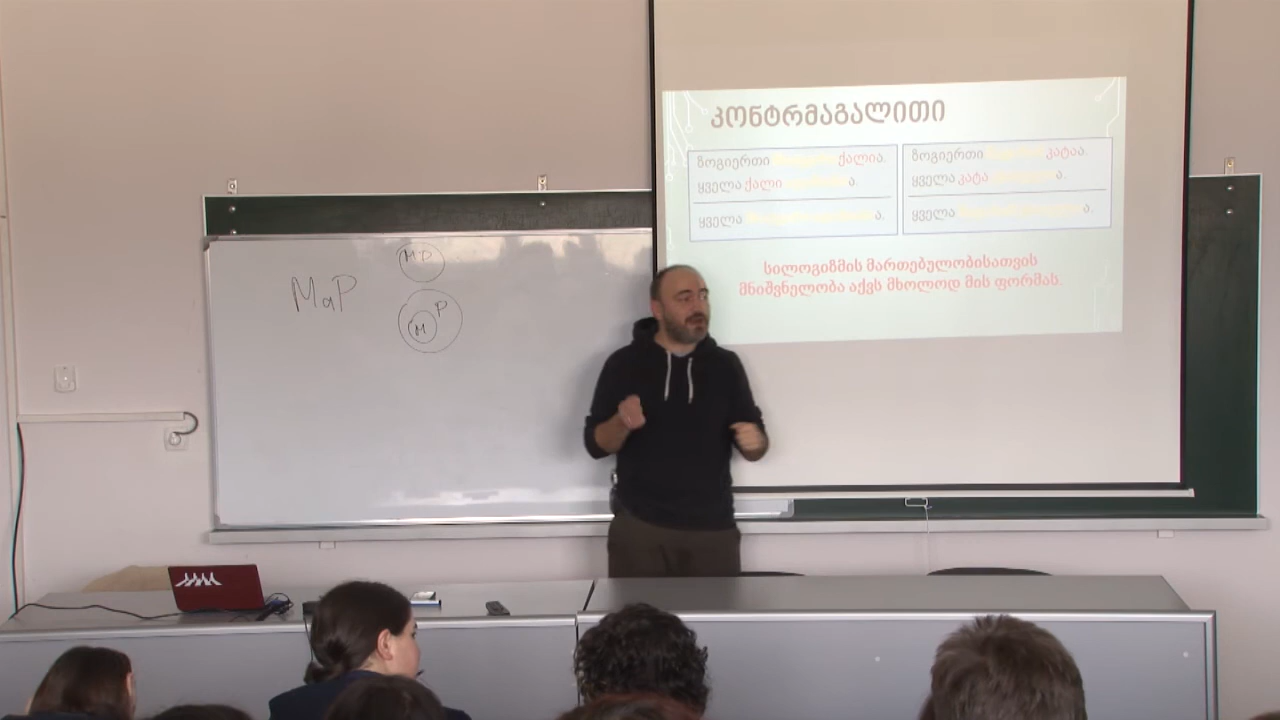 კონტრმაგალითი
ზოგიერთი ქალია.
ყველა ქალი ა.
ყველა ა.
ზოგიერთი კატაა.
ყველა კატა ა.
ყველა ა.
სილოგიზმის მართებულობისათვის
მნიშვნელობა აქვს მხოლოდ მის ფორმას.
MaP
P
M